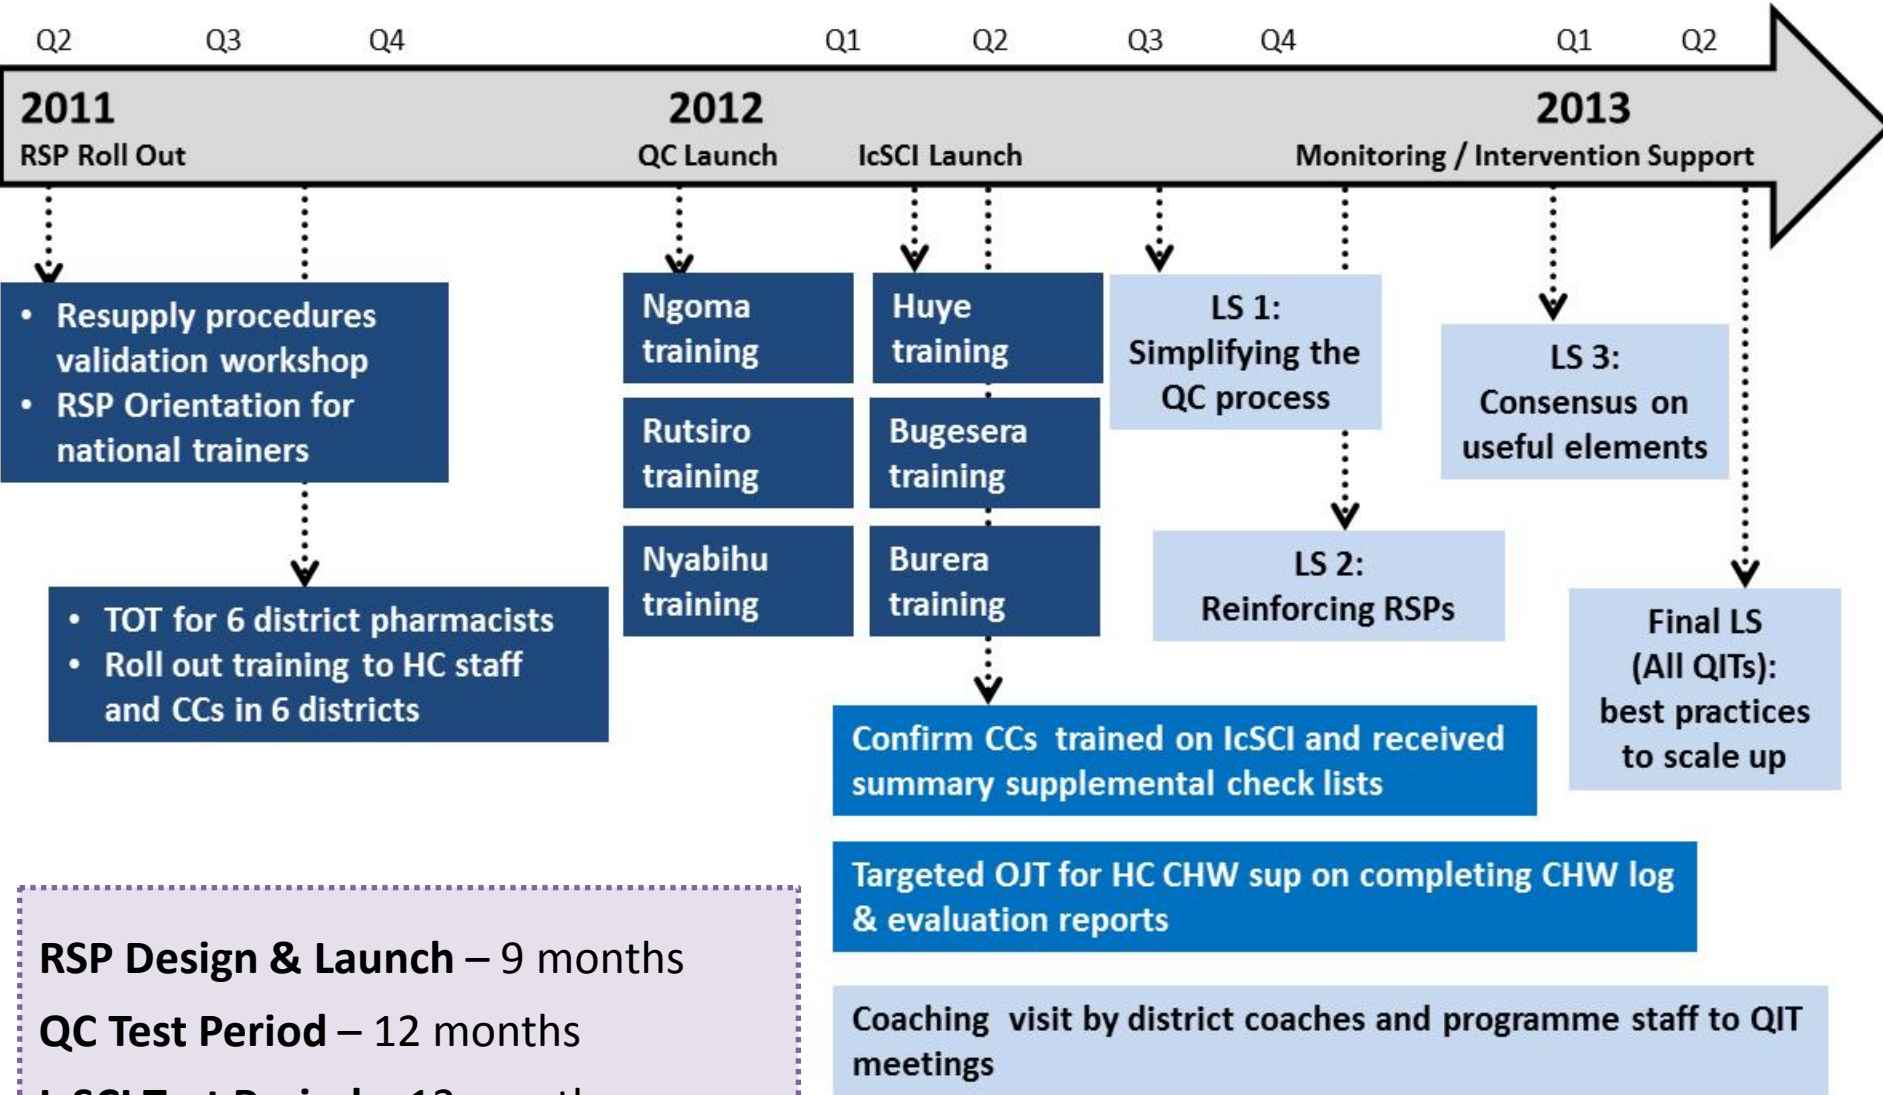 Q2 Q3 Q4 Q1 Q2 Q3 Q4 Q1 Q2
2011 2012 2013
RSP Roll Out QC Launch IcSCI Launch Monitoring / Intervention Support
• Resupply procedures
validation workshop
• RSP Orientation for
national trainers
• TOT for 6 district pharmacists
• Roll out training to HC staff
and CCs in 6 districts
Ngoma
training
Rutsiro
training
Nyabihu
training
Huye
training
Bugesera
training
Burera
training
LS 1:
Simplifying the
QC process
LS 2:
Reinforcing RSPs
LS 3:
Consensus on
useful elements
Final LS
(All QITs):
best practices
to scale up
Confirm CCs trained on IcSCI and received
summary supplemental check lists
Targeted OJT for HC CHW sup on completing CHW log
& evaluation reports
Coaching visit by district coaches and programme staff to QIT
meetings
RSP Design & Launch – 9 months
QC Test Period – 12 months
IcSCI Test Period – 12 months